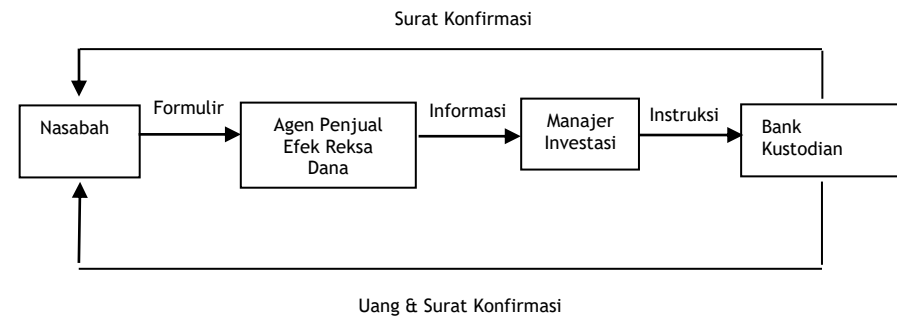 Surat Konfirmasi
Nasabah
Formulir
Agen Penjual
Efek Reksa
Dana
Informasi
Manajer
Investasi
Instruksi
Bank
Kustodian
Uang & Surat Konfirmasi